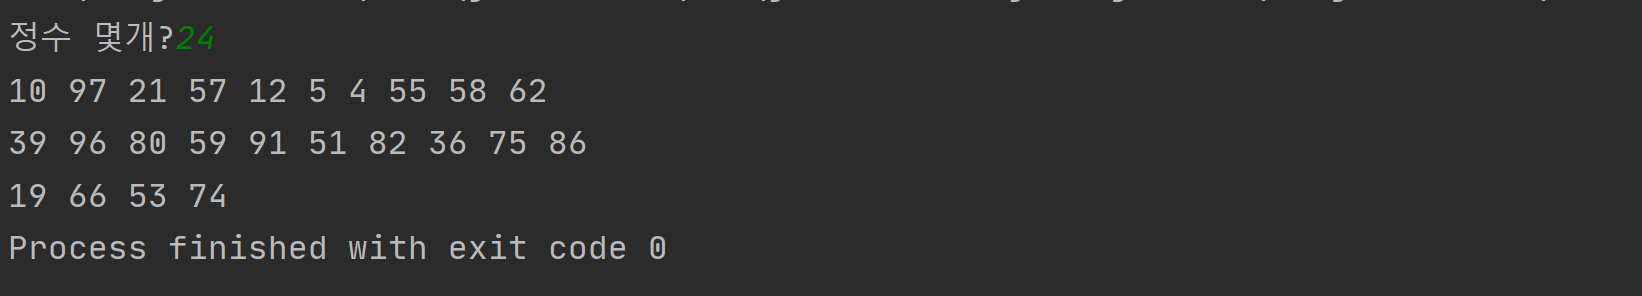 정수 몇개?24
10 97 21 57 12 5 4 55 58 62
39 96 80 59 91 51 82 36 75 86
19 66 53 74
Process finished with exit code 0